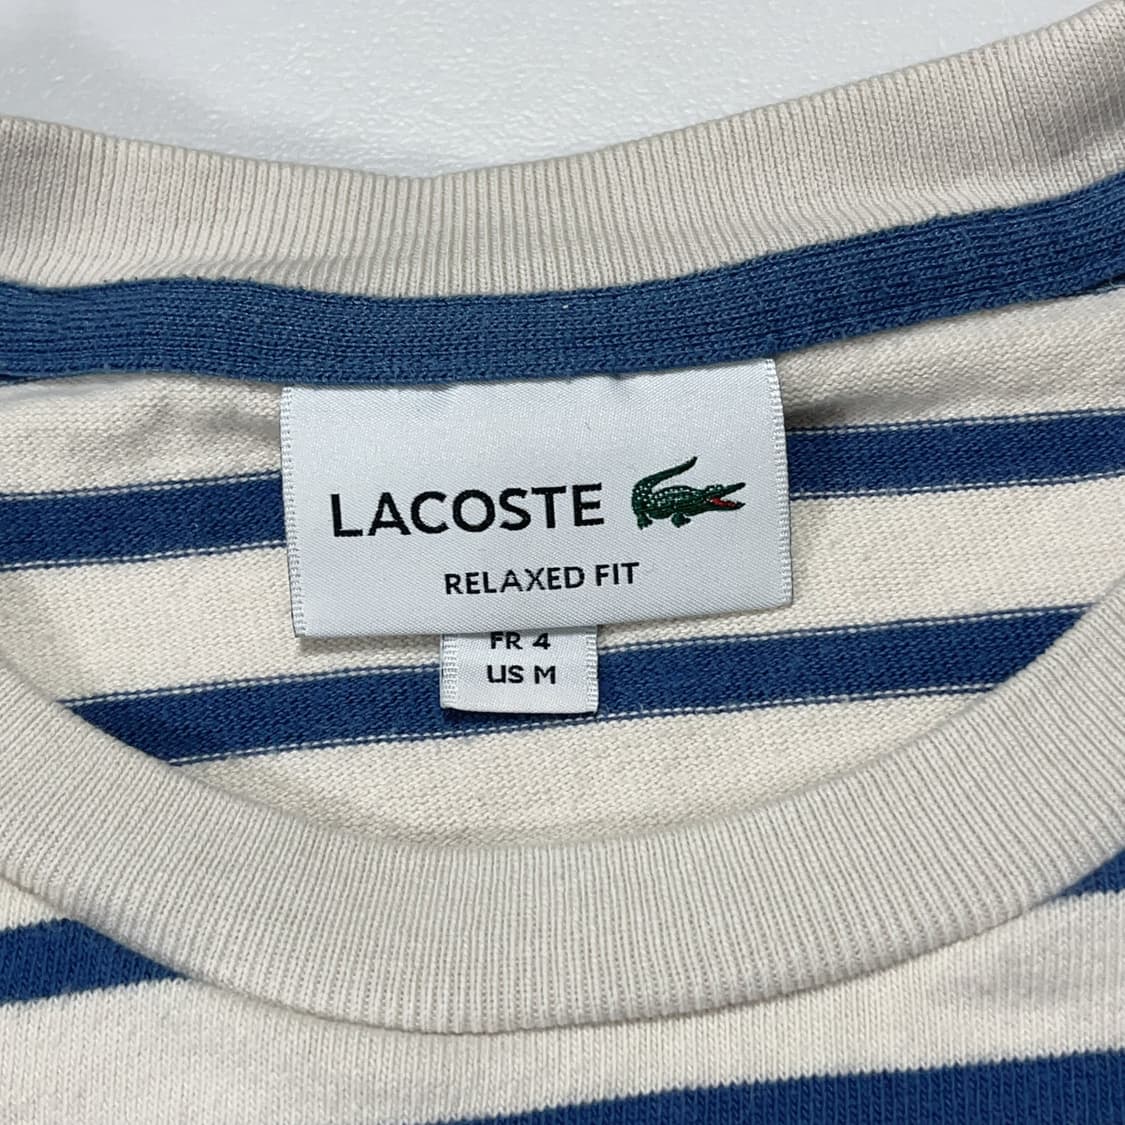 LACOSTE
RELAXED FIT
FR 4
US M